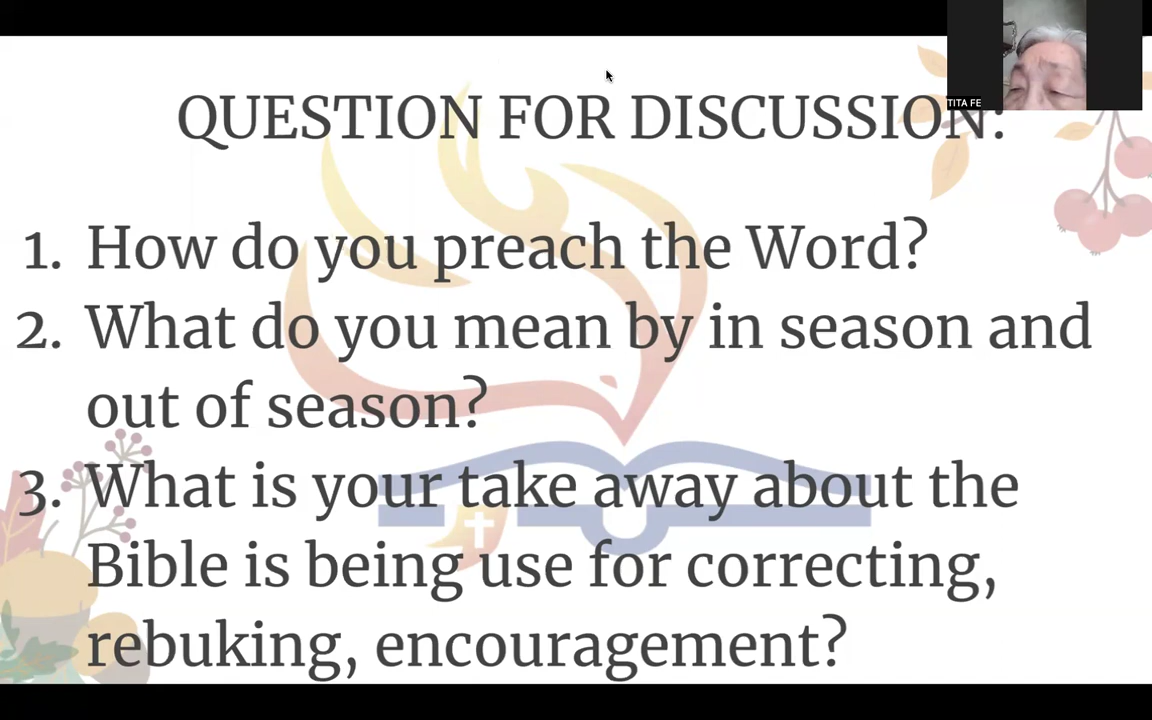 TITA FE
QUESTION FOR DISCUSSION:
1. How do you preach the Word?
2. What do you mean by in season and
out of season?
3. What is your take away about the
Bible is being use for correcting,
rebuking, encouragement?